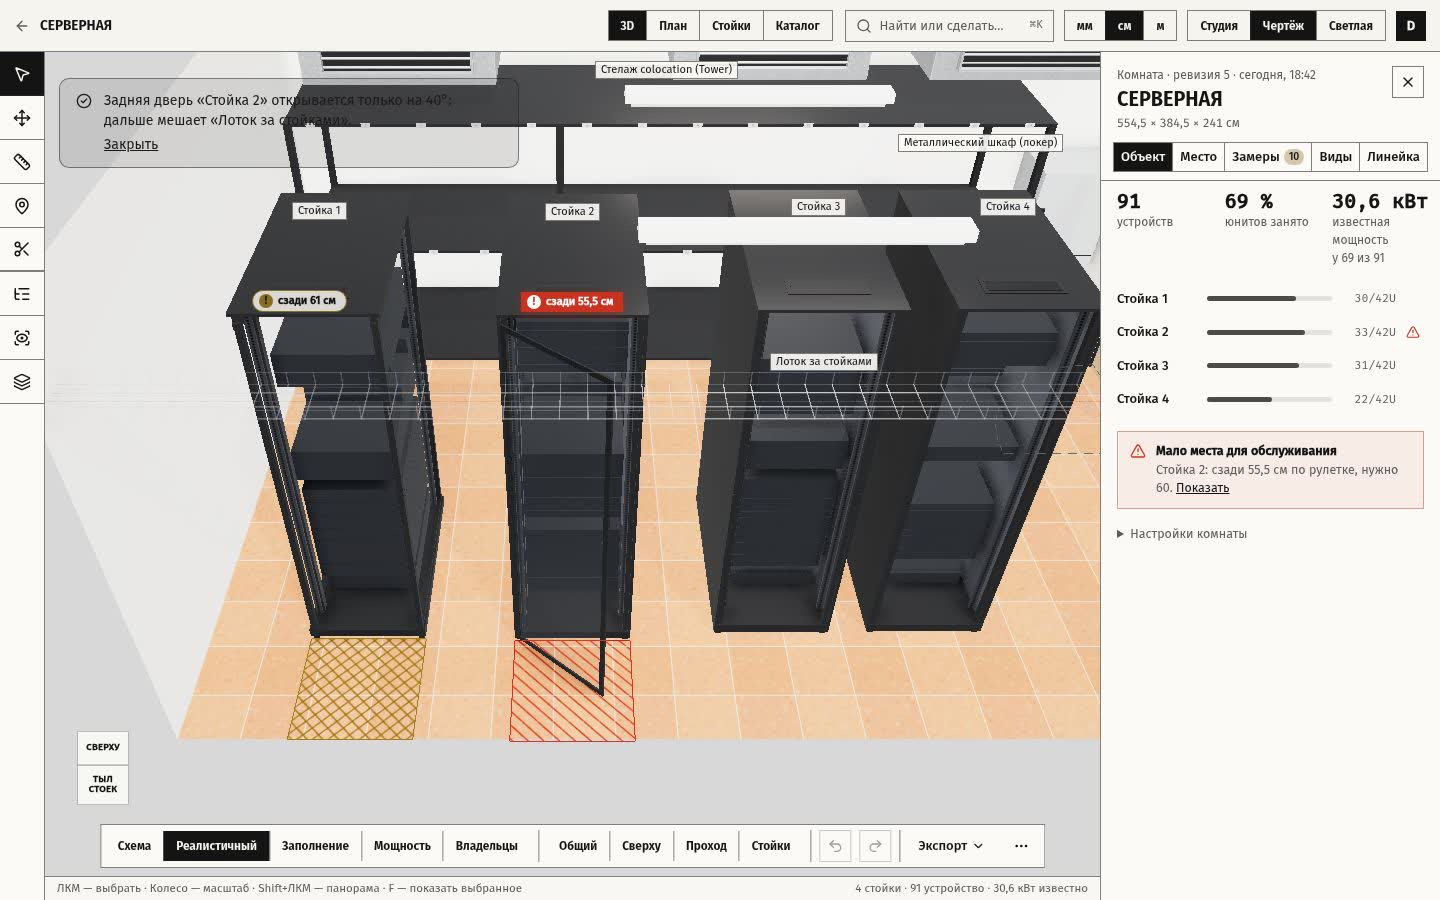 СЕРВЕРНАЯ
3D План Стойки Каталог
Найти или сделать... ⌘K
мм см м
Студия Чертёж Светлая
D
Стелаж colocation (Tower)
Задняя дверь «Стойка 2» открывается только на 40°:
дальше мешает «Лоток за стойками».
Закрыть
Металлический шкаф (локер)
Стойка 1
Стойка 2
Стойка 3
Стойка 4
! сзади 61 см
! сзади 55,5 см
Лоток за стойками
СВЕРХУ
ТЫЛ
СТОЕК
Схема Реалистичный Заполнение Мощность Владельцы Общий Сверху Проход Стойки Экспорт
ЛКМ — выбрать · Колесо — масштаб · Shift+ЛКМ — панорама · F — показать выбранное
4 стойки · 91 устройство · 30,6 кВт известно
Комната · ревизия 5 · сегодня, 18:42
СЕРВЕРНАЯ
554,5 × 384,5 × 241 см
Объект Место Замеры 10 Виды Линейка
91
устройств
69 %
юнитов занято
30,6 кВт
известная
мощность
у 69 из 91
Стойка 1 30/42U
Стойка 2 33/42U
Стойка 3 31/42U
Стойка 4 22/42U
Мало места для обслуживания
Стойка 2: сзади 55,5 см по рулетке, нужно
60. Показать
Настройки комнаты